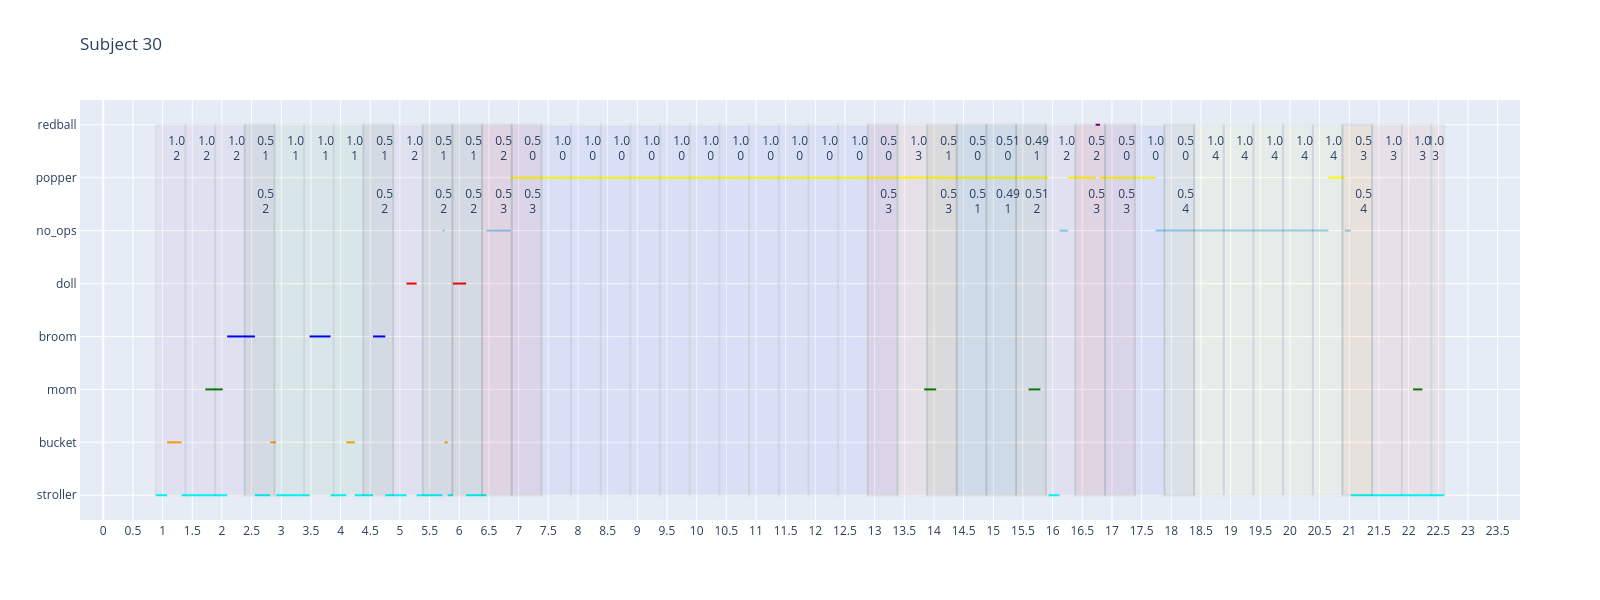 Subject 30
redball
1.0 1.0 1.0 0.5 1.0 1.0 1.0 0.5 1.0 0.5 0.5 0.5 0.5 1.0 1.0 1.0 1.0 1.0 1.0 1.0 1.0 1.0 1.0 1.0 0.5 1.0 0.5 0.5 0.51 0.49 1.0 0.5 0.5 1.0 0.5 1.0 1.0 1.0 1.0 1.0 0.5 1.0 1.0 1.0
2 2 2 1 1 1 1 1 2 1 1 2 0 0 0 0 0 0 0 0 0 0 0 0 0 3 1 0 0 1 2 2 0 0 0 4 4 4 4 4 3 3 3 3
popper
0.5 0.5 0.5 0.5 0.5 0.5 0.5 0.5 0.5 0.49 0.51 0.5 0.5 0.5 0.5
2 2 2 2 3 3 3 3 1 1 2 3 3 4 4
no_ops
doll
broom
mom
bucket
stroller
0 0.5 1 1.5 2 2.5 3 3.5 4 4.5 5 5.5 6 6.5 7 7.5 8 8.5 9 9.5 10 10.5 11 11.5 12 12.5 13 13.5 14 14.5 15 15.5 16 16.5 17 17.5 18 18.5 19 19.5 20 20.5 21 21.5 22 22.5 23 23.5